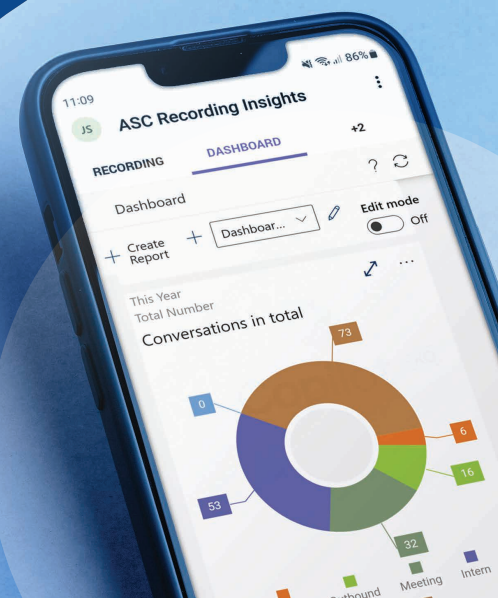 11:09
86%
JS
ASC Recording Insights
RECORDING
DASHBOARD
+2
Dashboard
?
+ Create Report
+
Dashboar...
Edit mode
Off
This Year
Total Number
Conversations in total
73
0
6
16
53
32
Meeting
Intern